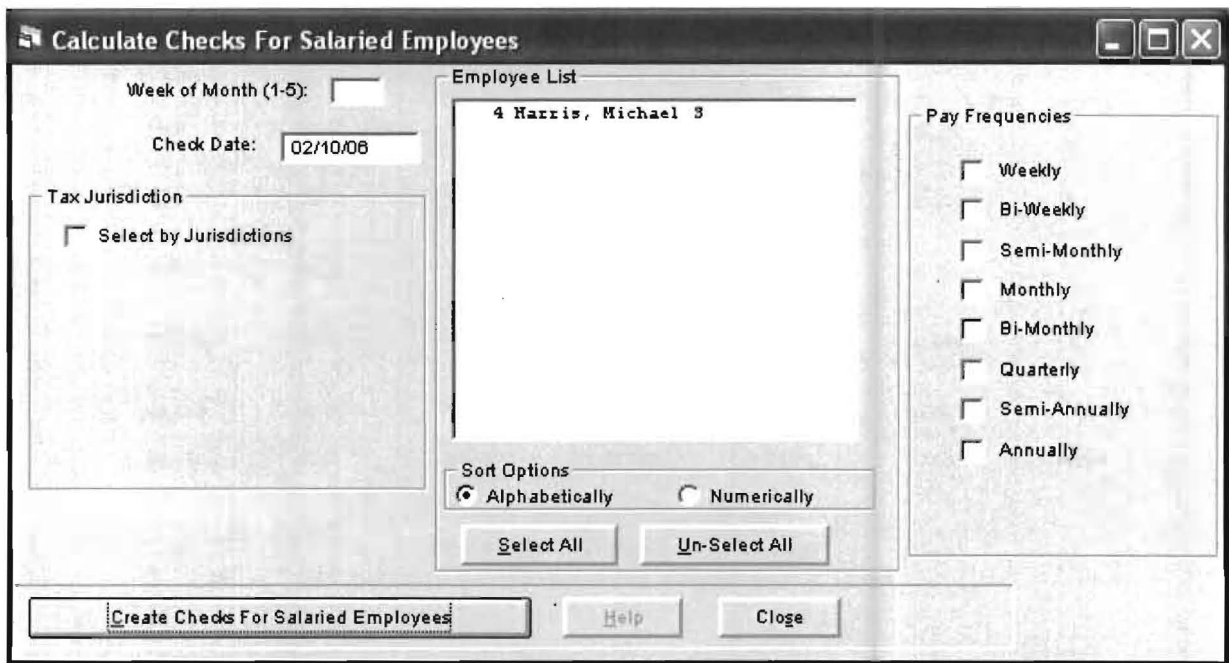 Calculate Checks For Salaried Employees
Week of Month (1-5):
Check Date: 02/10/06
Tax Jurisdiction
Select by Jurisdictions
Employee List
4 Harris, Michael 3
Sort Options
Alphabetically
Numerically
Select All
Un-Select All
Pay Frequencies
Weekly
Bi-Weekly
Semi-Monthly
Monthly
Bi-Monthly
Quarterly
Semi-Annually
Annually
Create Checks For Salaried Employees
Help
Close